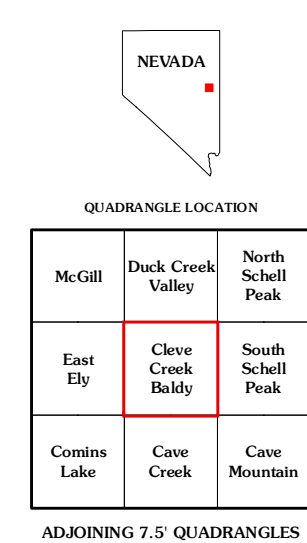 NEVADA
QUADRANGLE LOCATION
McGill
Duck Creek
Valley
North
Schell
Peak
East
Ely
Cleve
Creek
Baldy
South
Schell
Peak
Comins
Lake
Cave
Creek
Cave
Mountain
ADJOINING 7.5' QUADRANGLES